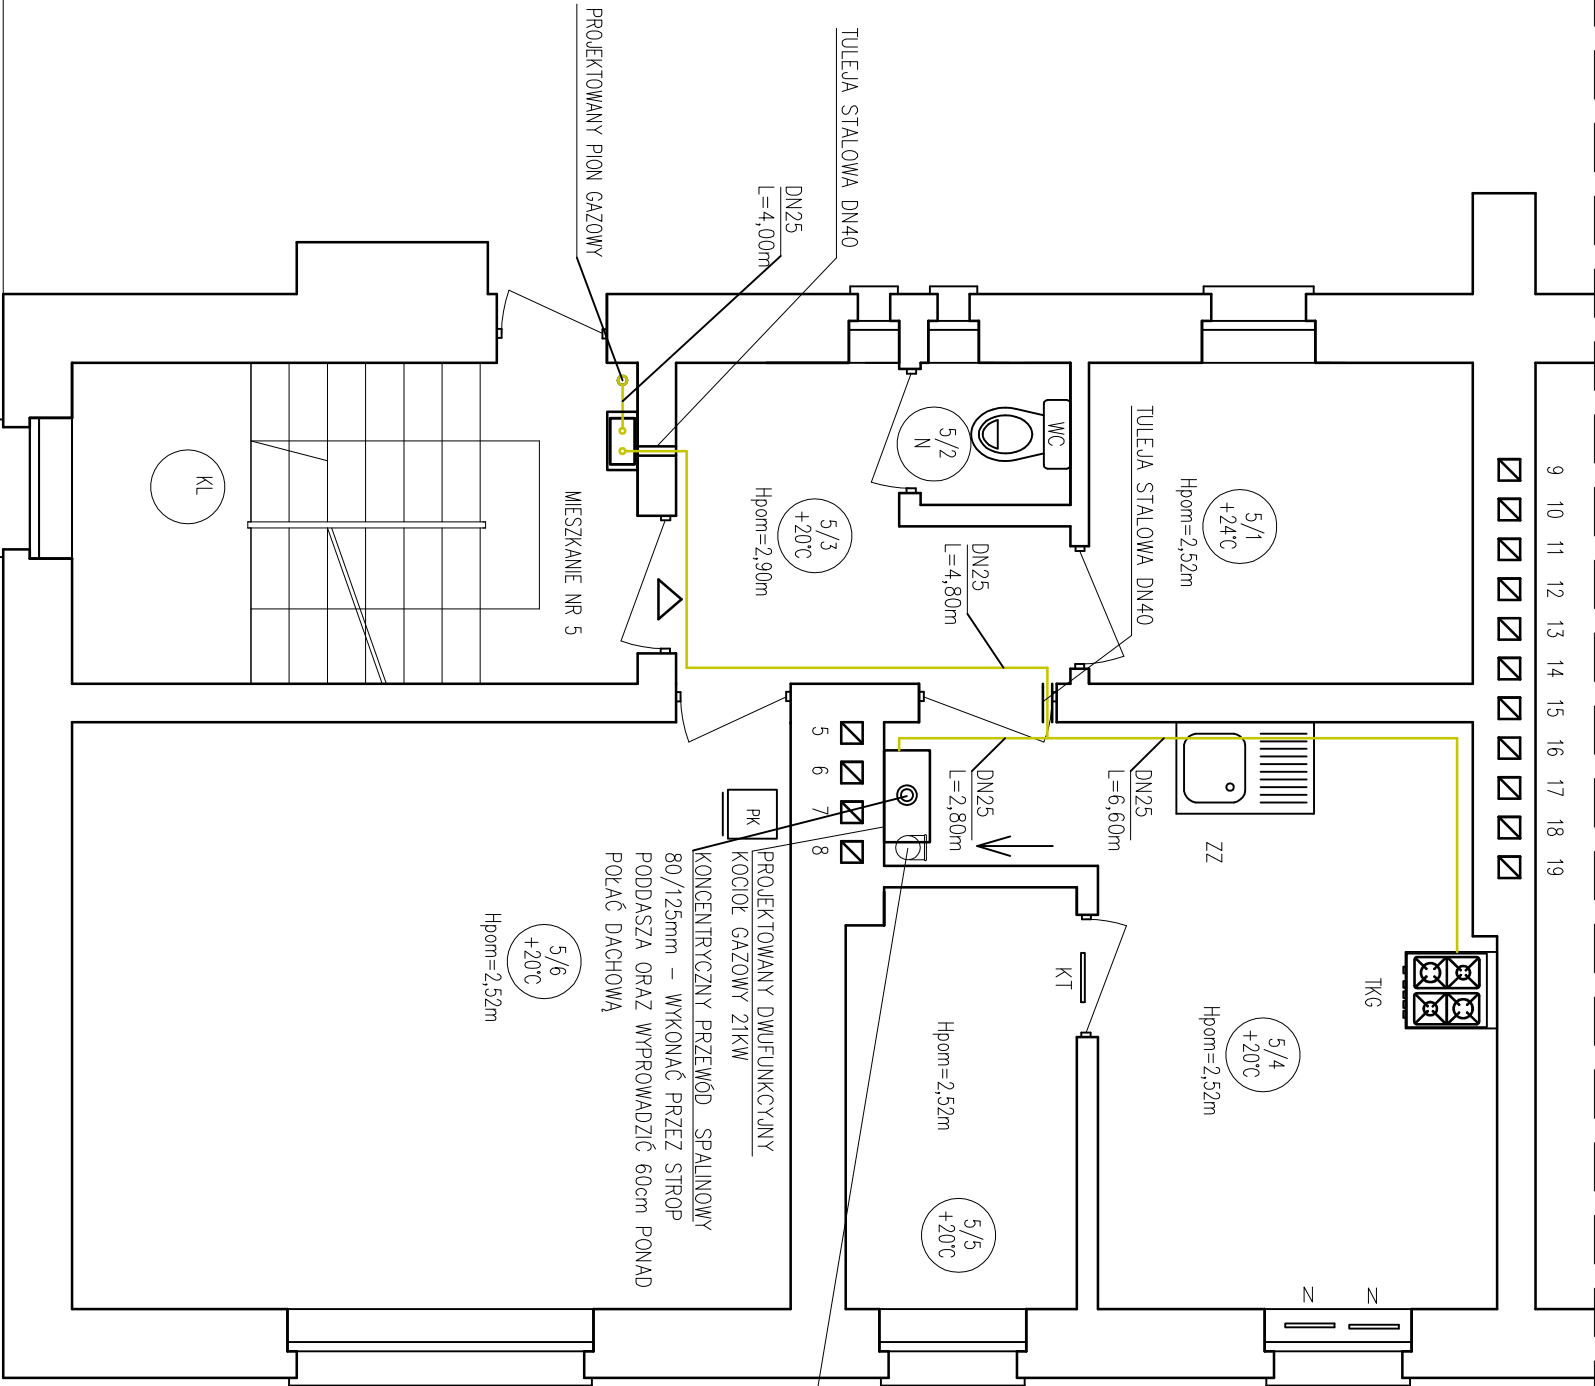 PROJEKTOWANY PION GAZOWY
TULEJA STALOWA DN40
DN25
L=4,00m
MIESZKANIE NR 5
KL
5/3
+20°C
Hpom=2,90m
5/2
N
WC
5/1
+24°C
Hpom=2,52m
TULEJA STALOWA DN40
DN25
L=4,80m
DN25
L=2,80m
DN25
L=6,60m
ZZ
9
10
11
12
13
14
15
16
17
18
19
5
6
7
8
PK
PROJEKTOWANY DWUFUNKCYJNY
KOCIOŁ GAZOWY 21KW
KONCENTRYCZNY PRZEWÓD SPALINOWY
80/125mm - WYKONAĆ PRZEZ STROP
PODDASZA ORAZ WYPROWADZIĆ 60cm PONAD
POŁAĆ DACHOWĄ
5/6
+20°C
Hpom=2,52m
KT
Hpom=2,52m
5/5
+20°C
TKG
5/4
+20°C
Hpom=2,52m
N
N